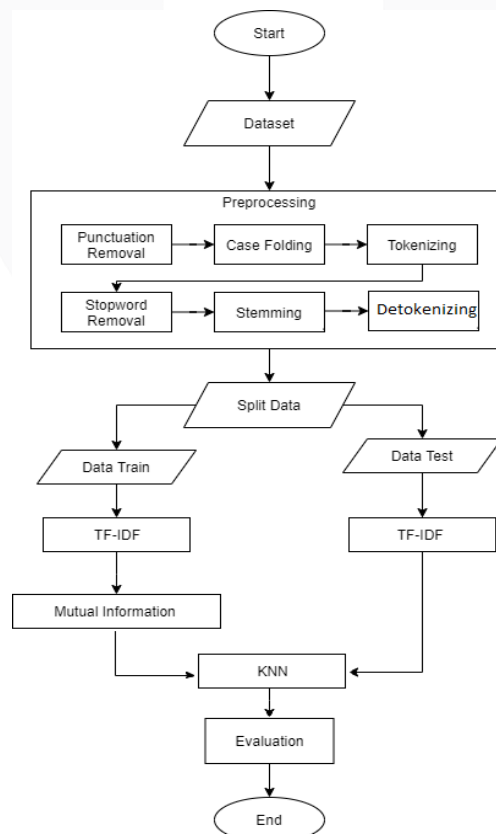 Start
Dataset
Preprocessing
Punctuation
Removal
Case Folding
Tokenizing
Stopword
Removal
Stemming
Detokenizing
Split Data
Data Train
Data Test
TF-IDF
TF-IDF
Mutual Information
KNN
Evaluation
End